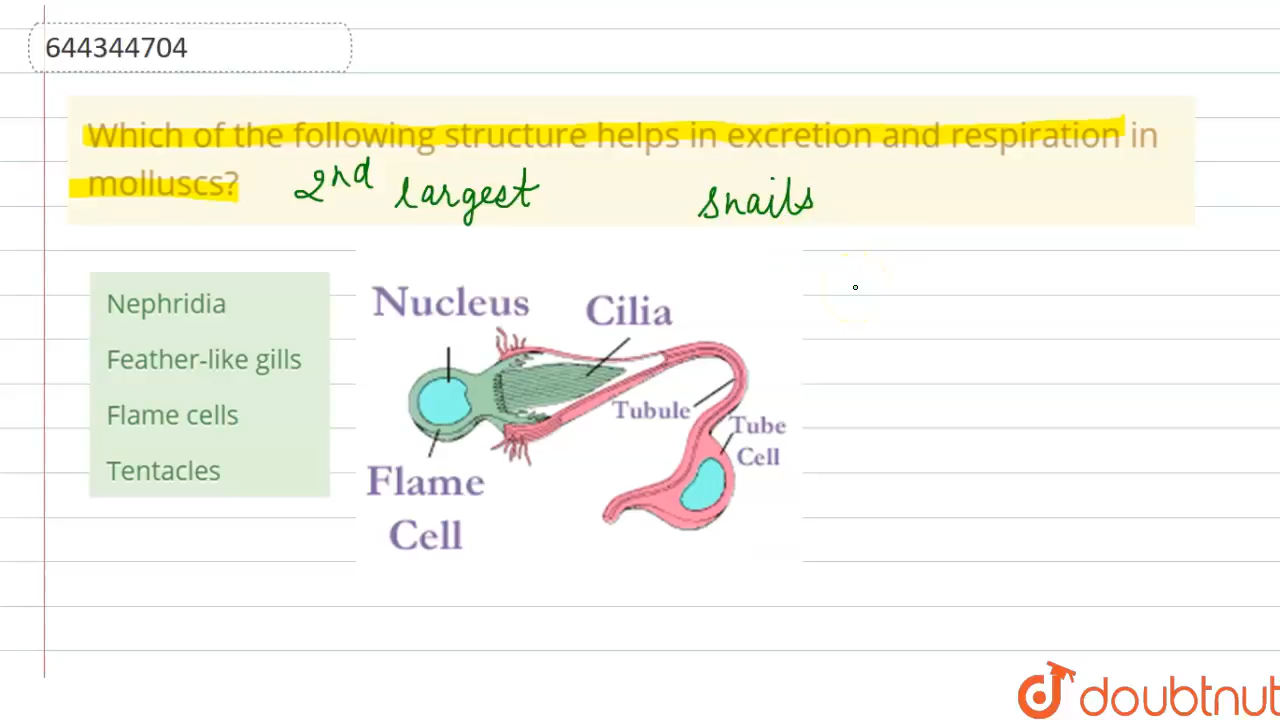 644344704
Which of the following structure helps in excretion and respiration in
molluscs? 2nd largest snails
Nephridia
Feather-like gills
Flame cells
Tentacles
Nucleus
Cilia
Tubule
Tube
Cell
Flame
Cell
doubtnut